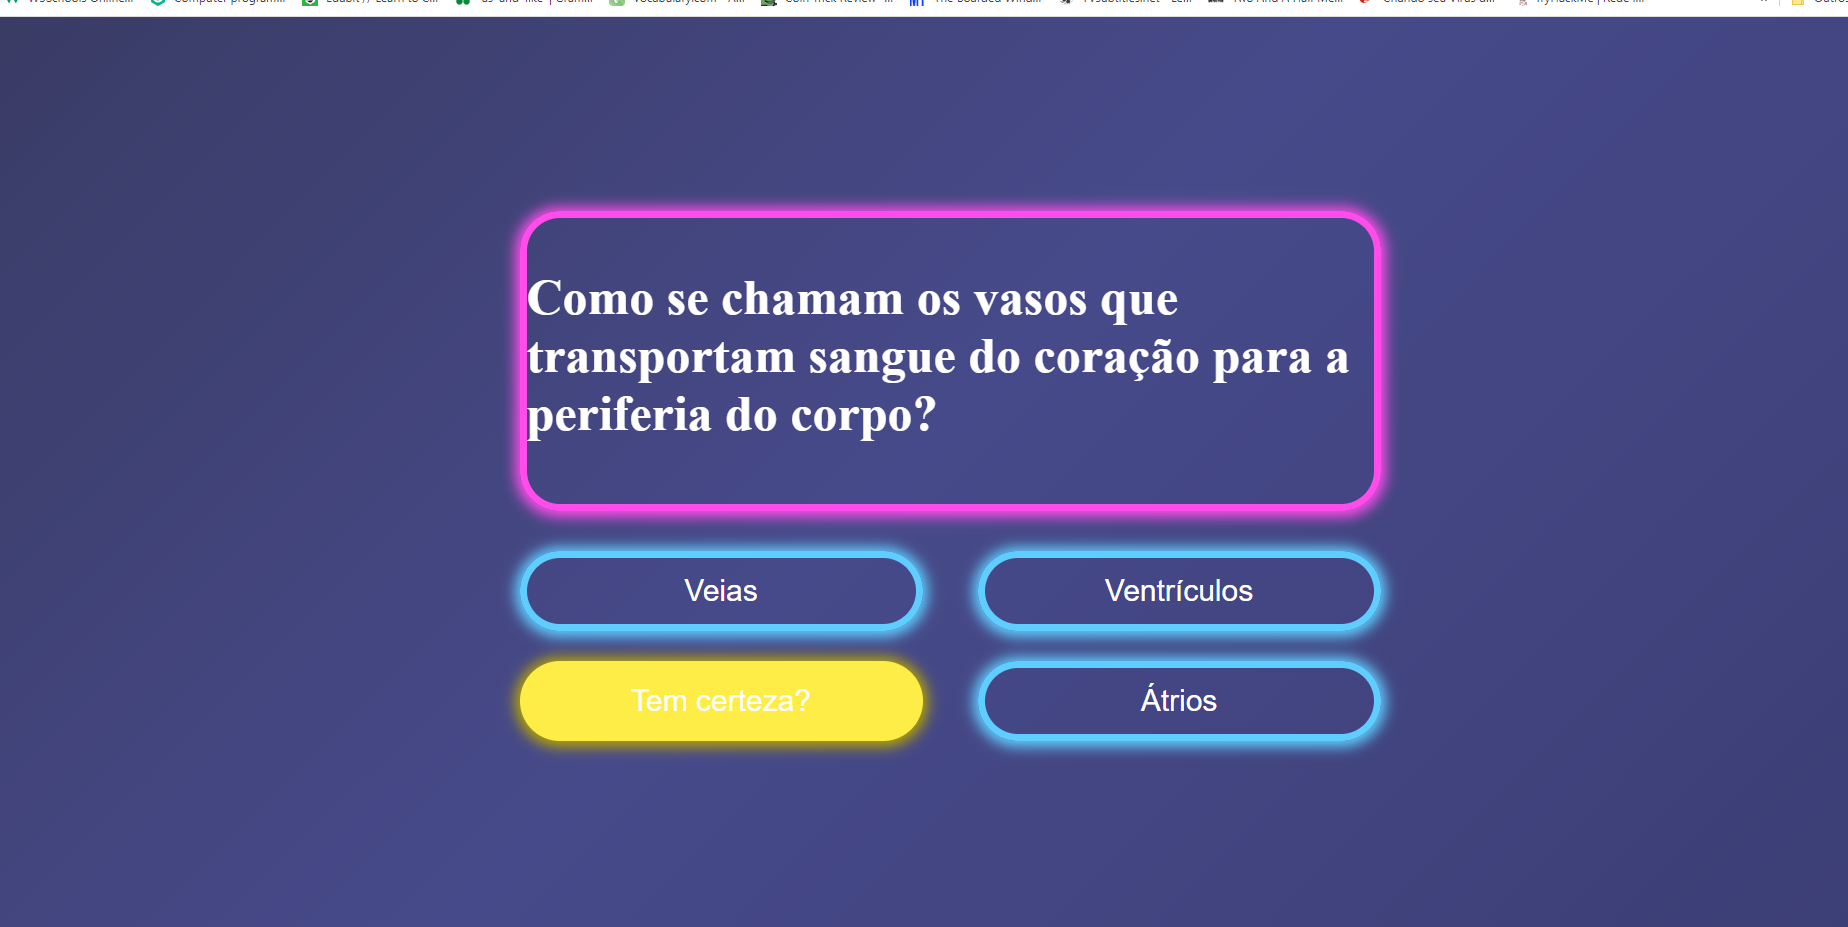 Como se chamam os vasos que
transportam sangue do coração para a
periferia do corpo?
Veias
Ventrículos
Tem certeza?
Átrios